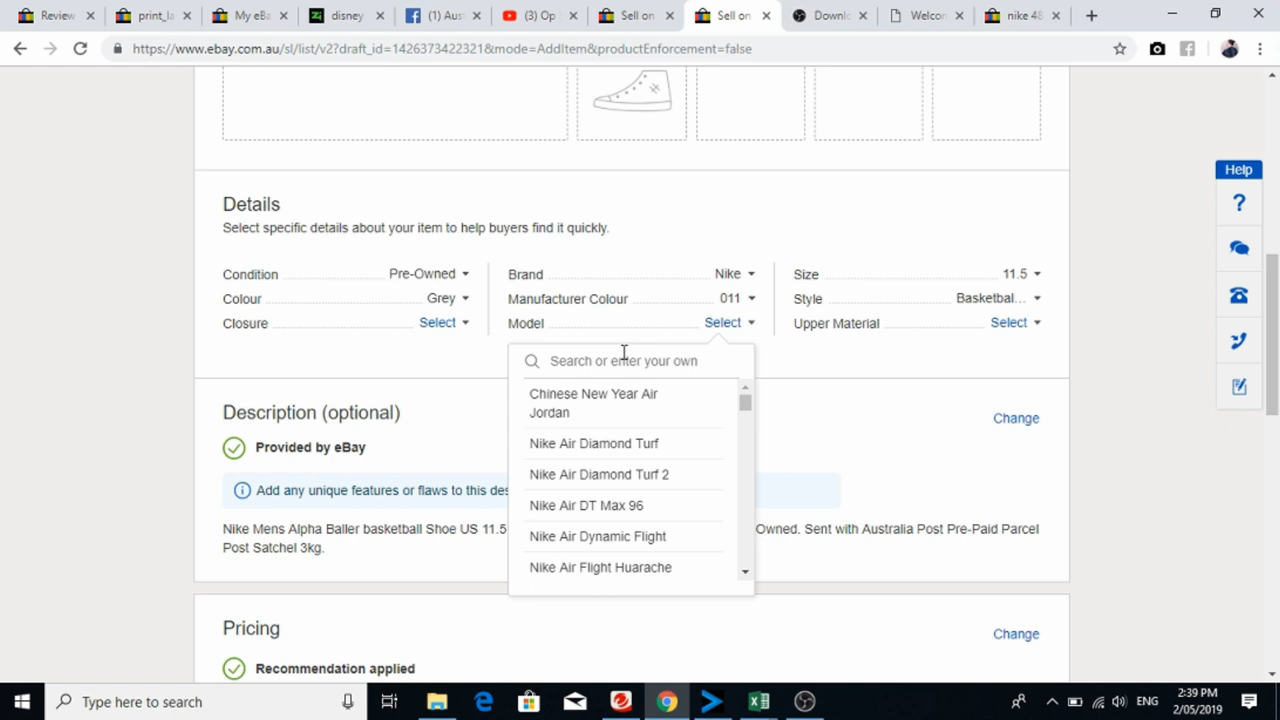 Review
print_la
My eBa
disney
(1) Aus
(3) Op
Sell on
Sell on
Downlo
Welcon
nike 48
https://www.ebay.com.au/sl/list/v2?draft_id=1426373422321&mode=AddItem&productEnforcement=false
Help
Details
Select specific details about your item to help buyers find it quickly.
Condition Pre-Owned Brand Nike Size 11.5
Colour Grey Manufacturer Colour 011 Style Basketbal...
Closure Select Model Select Upper Material Select
Search or enter your own
Chinese New Year Air
Jordan
Nike Air Diamond Turf
Nike Air Diamond Turf 2
Nike Air DT Max 96
Nike Air Dynamic Flight
Nike Air Flight Huarache
Description (optional) Change
Provided by eBay
Add any unique features or flaws to this des
Nike Mens Alpha Baller basketball Shoe US 11.5 Owned. Sent with Australia Post Pre-Paid Parcel
Post Satchel 3kg.
Pricing Change
Recommendation applied
Type here to search
ENG
2:39 PM
2/05/2019